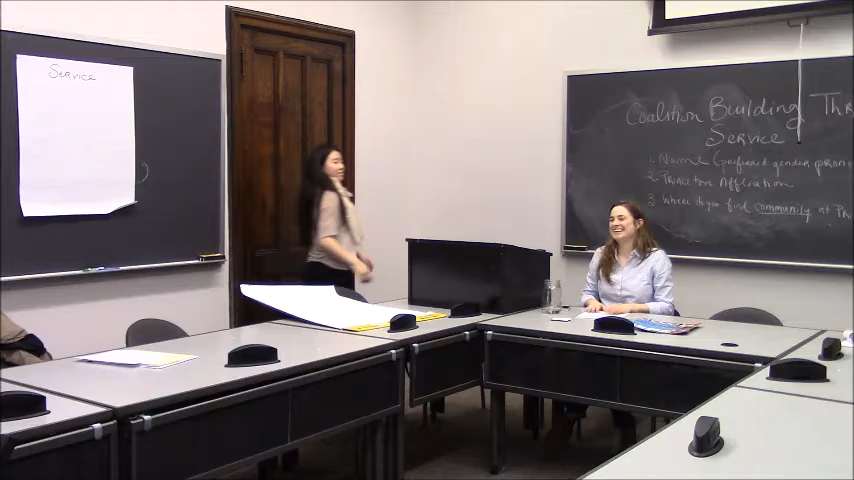 Service
Coalition Building Thr
Service
1. Name (preferred gender prono
2. Princeton Affiliation
3 Where do you find community at Pr